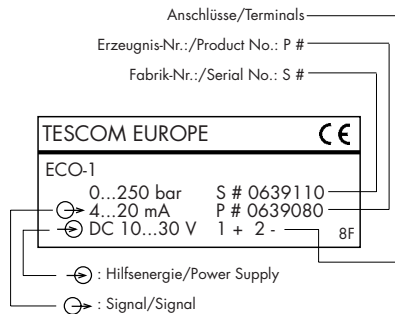 Anschlüsse/Terminals
Erzeugnis-Nr.:/Product No.: P #
Fabrik-Nr.:/Serial No.: S #
TESCOM EUROPE CE
ECO-1
0...250 bar S # 0639110
4...20 mA P # 0639080
DC 10...30 V 1 + 2 - 8F
: Hilfsenergie/Power Supply
: Signal/Signal